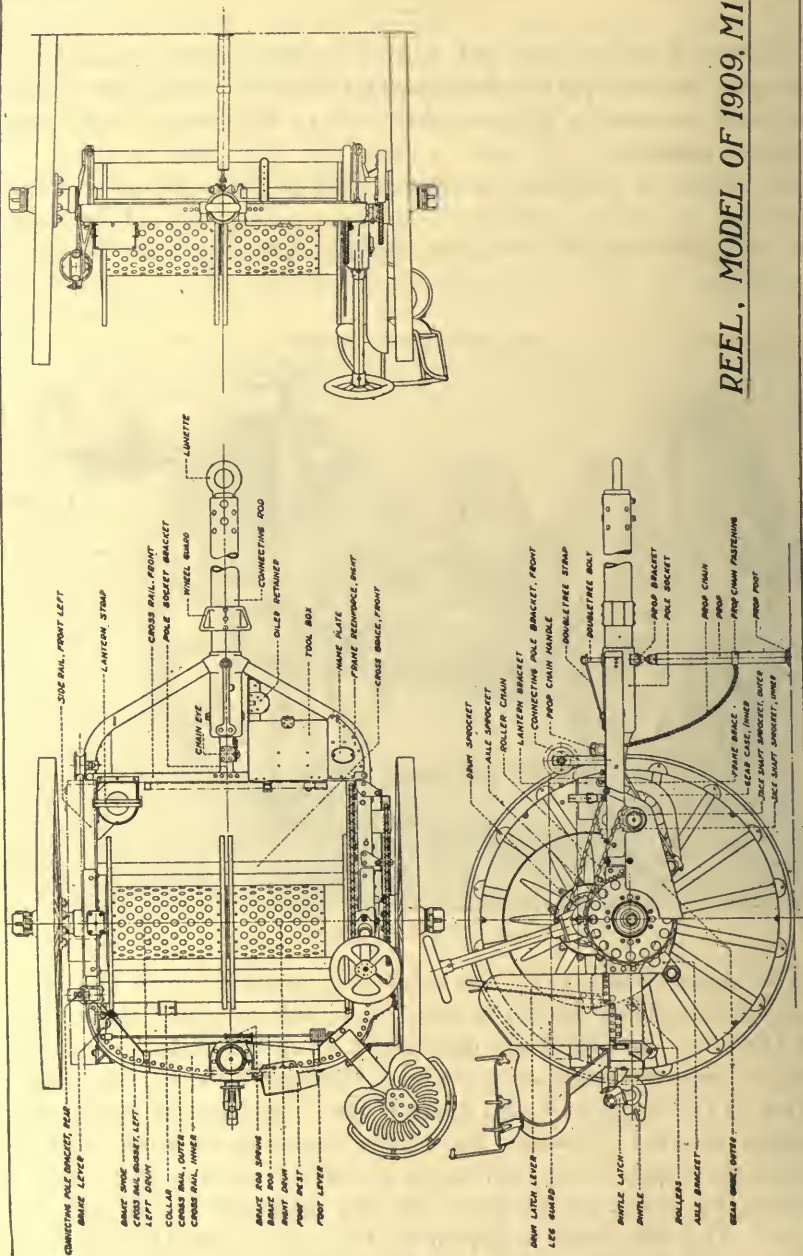 REEL, MODEL OF 1909, M1
CONNECTING POLE BRACKET, REAR
BRAKE LEVER
BRAKE SHOE
CROSS RAIL GUSSET, LEFT
LEFT DRUM
COLLAR
CROSS RAIL, OUTER
CROSS RAIL, INNER
BRAKE ROD SPRING
BRAKE ROD
RIGHT DRUM
FOOT REST
FOOT LEVER
SIDE RAIL, FRONT LEFT
LANTERN STRAP
CROSS RAIL, FRONT
POLE SOCKET BRACKET
WHEEL GUARD
LUNETTE
CHAIN EYE
CONNECTING ROD
OILER RETAINER
TOOL BOX
NAME PLATE
FRAME REENFORCE, RIGHT
CROSS BRACE, FRONT
DRUM LATCH LEVER
LEG GUARD
PINTLE LATCH
PINTLE
ROLLERS
AXLE BRACKET
GEAR CASE, OUTER
DRUM SPROCKET
AXLE SPROCKET
ROLLER CHAIN
LANTERN BRACKET
CONNECTING POLE BRACKET, FRONT
PROP CHAIN HANDLE
DOUBLETREE STRAP
DOUBLETREE BOLT
PROP BRACKET
POLE SOCKET
PROP CHAIN
PROP
PROP CHAIN FASTENING
PROP FOOT
FRAME BRACE
GEAR CASE, INNER
JACK SHAFT SPROCKET, OUTER
JACK SHAFT SPROCKET, INNER